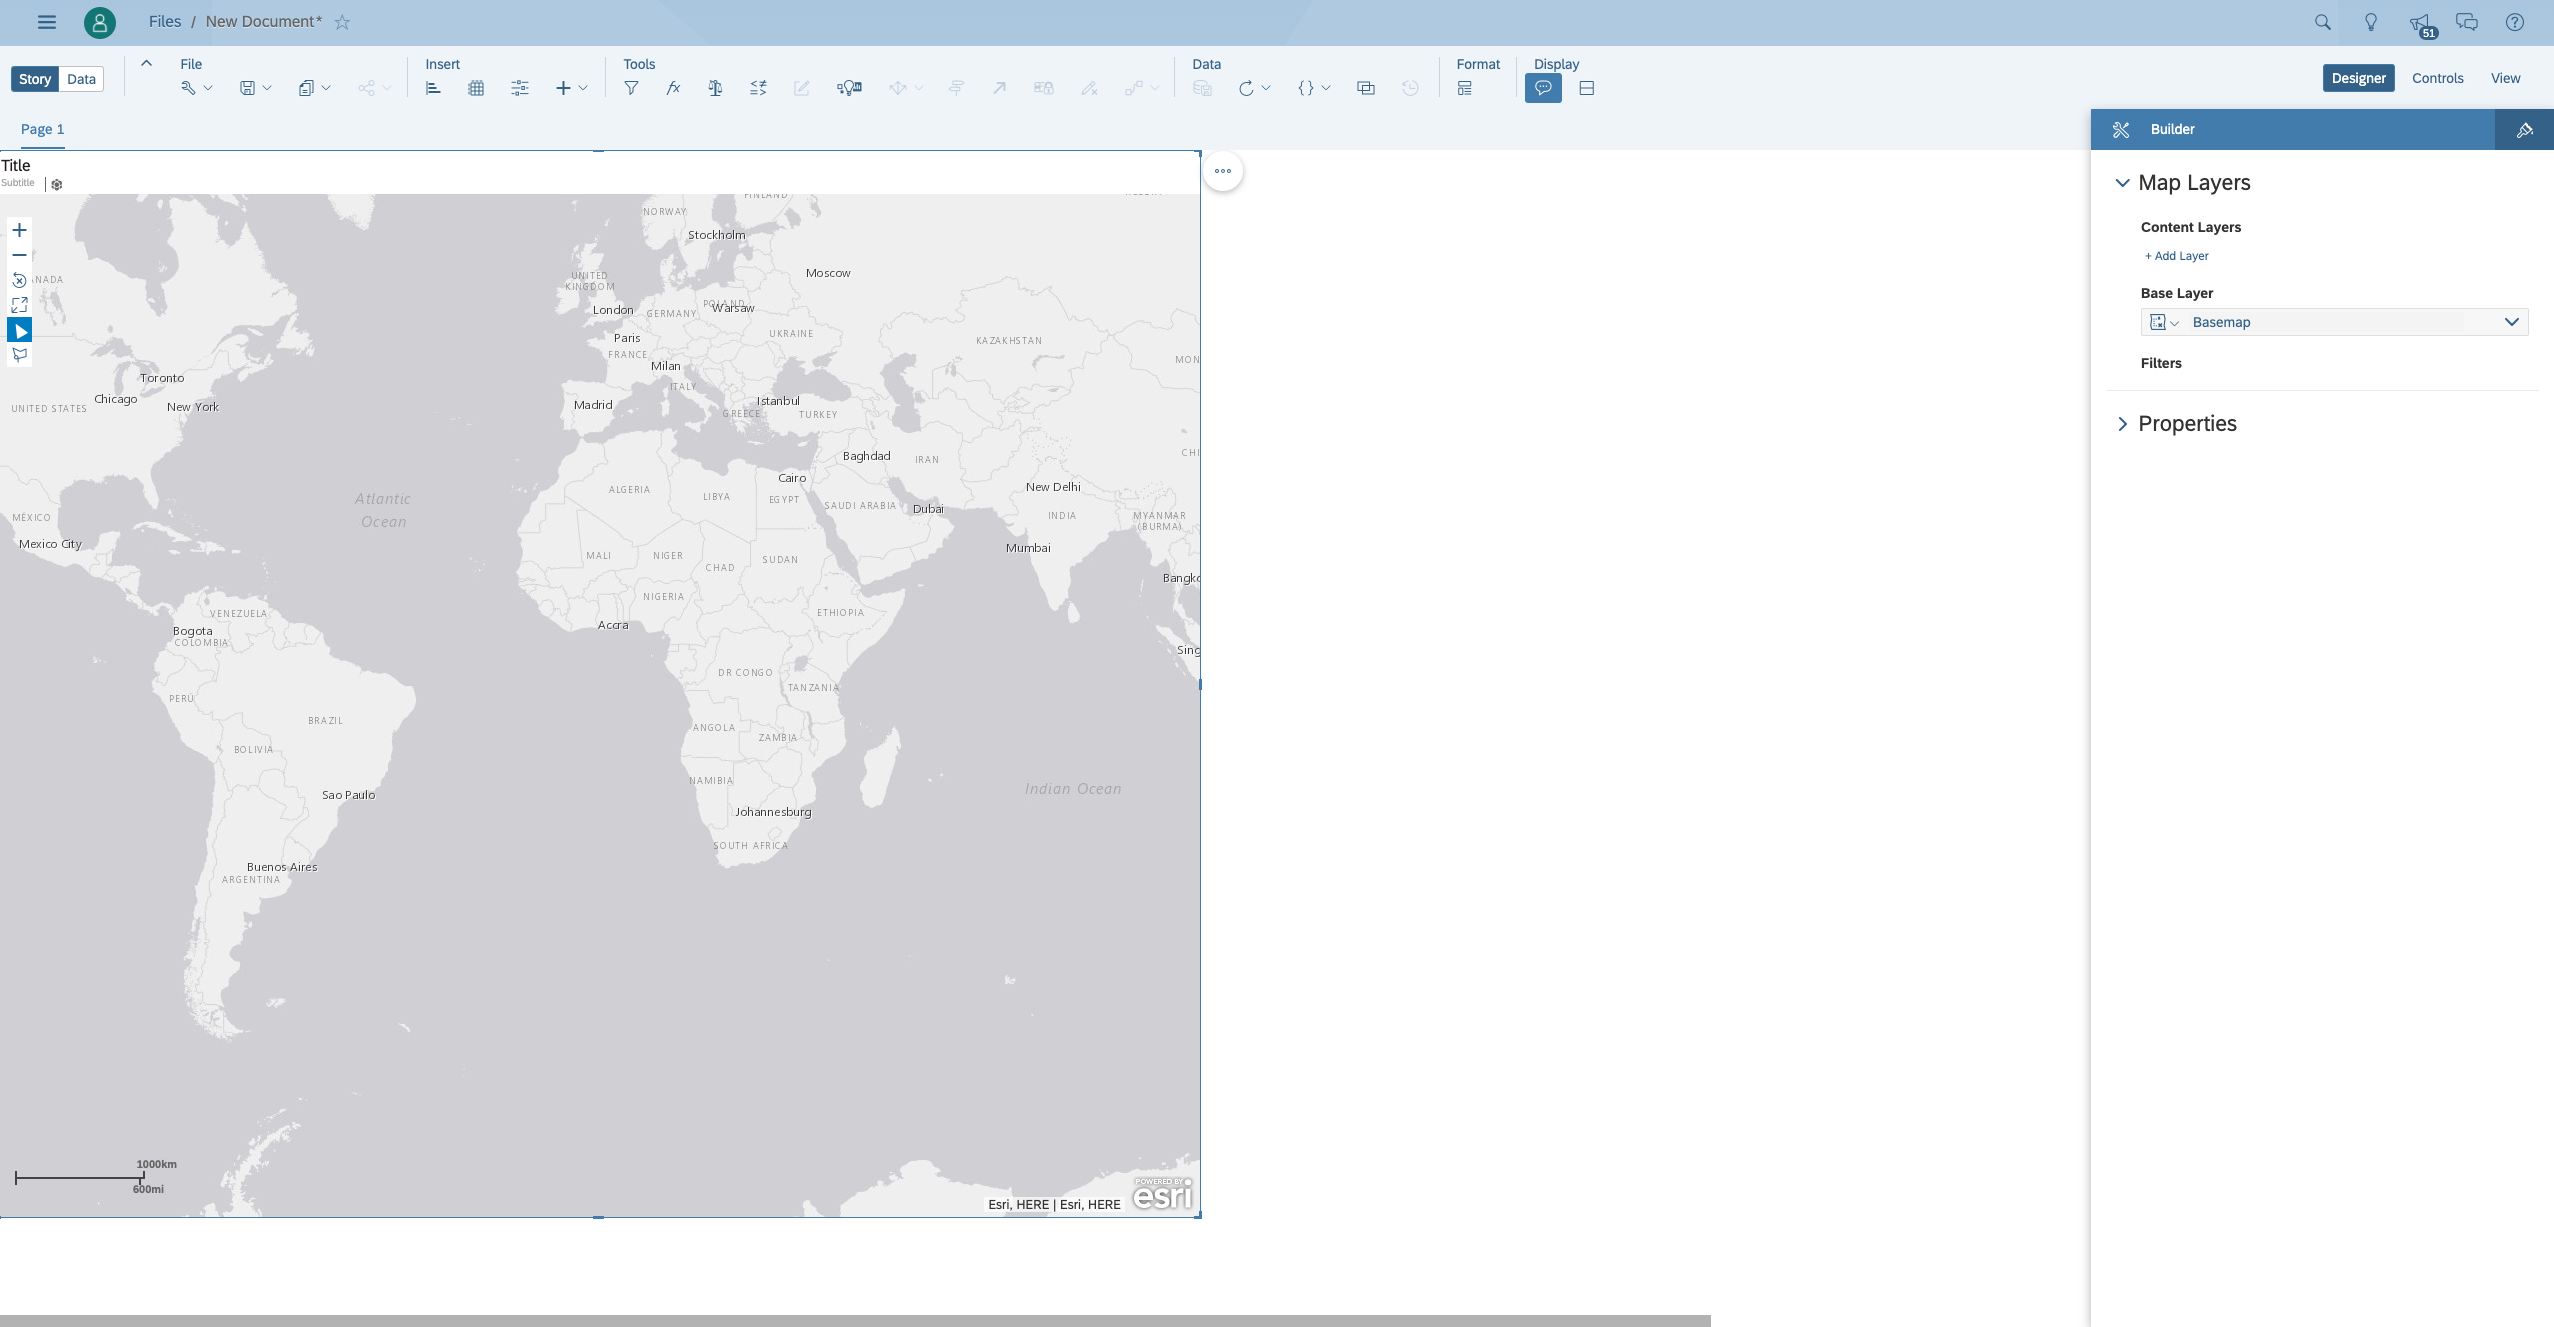 Files / New Document*
51
Story Data
File
Insert
Tools
Data
Format
Display
Designer Controls View
Page 1
Builder
Title
Subtitle
Map Layers
Content Layers
+ Add Layer
Base Layer
Basemap
Filters
Properties
FINLAND
NORWAY
Stockholm
Moscow
UNITED
KINGDOM
POLAND
Warsaw
London
GERMANY
UKRAINE
Paris
KAZAKHSTAN
FRANCE
MON
Milan
Toronto
ITALY
Chicago
Istanbul
Madrid
New York
UNITED STATES
GREECE
TURKEY
CHI
Baghdad
IRAN
Cairo
New Delhi
ALGERIA
LIBYA
EGYPT
Atlantic
Ocean
SAUDI ARABIA
Dubai
INDIA
MYANMAR
(BURMA)
MÉXICO
Mexico City
Mumbai
MALI
NIGER
SUDAN
CHAD
Bangko
NIGERIA
ETHIOPIA
VENEZUELA
Accra
Bogota
COLOMBIA
Sing
DR CONGO
TANZANIA
PERÚ
BRAZIL
ANGOLA
ZAMBIA
BOLIVIA
NAMIBIA
Indian Ocean
Sao Paulo
Johannesburg
SOUTH AFRICA
Buenos Aires
ARGENTINA
1000km
600mi
Esri, HERE | Esri, HERE
POWERED BY
esri